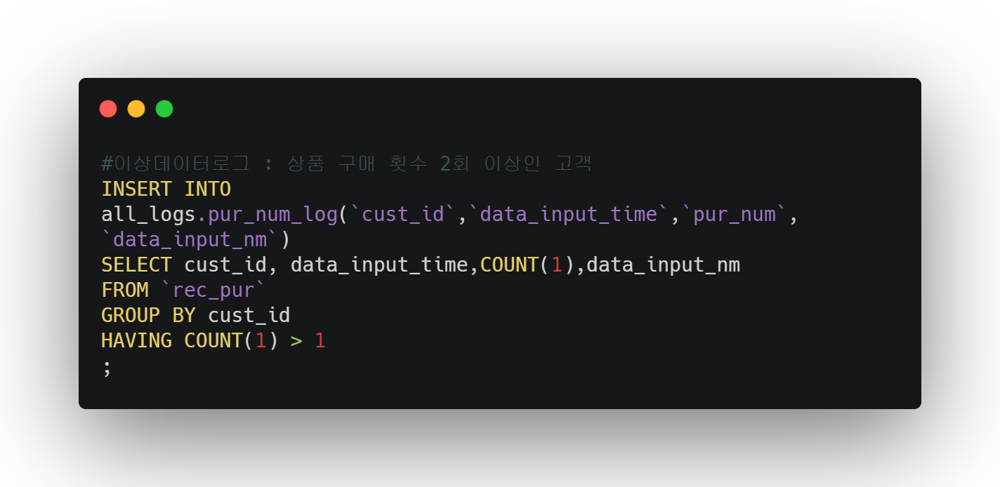 #이상데이터로그 : 상품 구매 횟수 2회 이상인 고객
INSERT INTO
all_logs.pur_num_log(`cust_id`,`data_input_time`,`pur_num`,
`data_input_nm`)
SELECT cust_id, data_input_time,COUNT(1),data_input_nm
FROM `rec_pur`
GROUP BY cust_id
HAVING COUNT(1) > 1
;